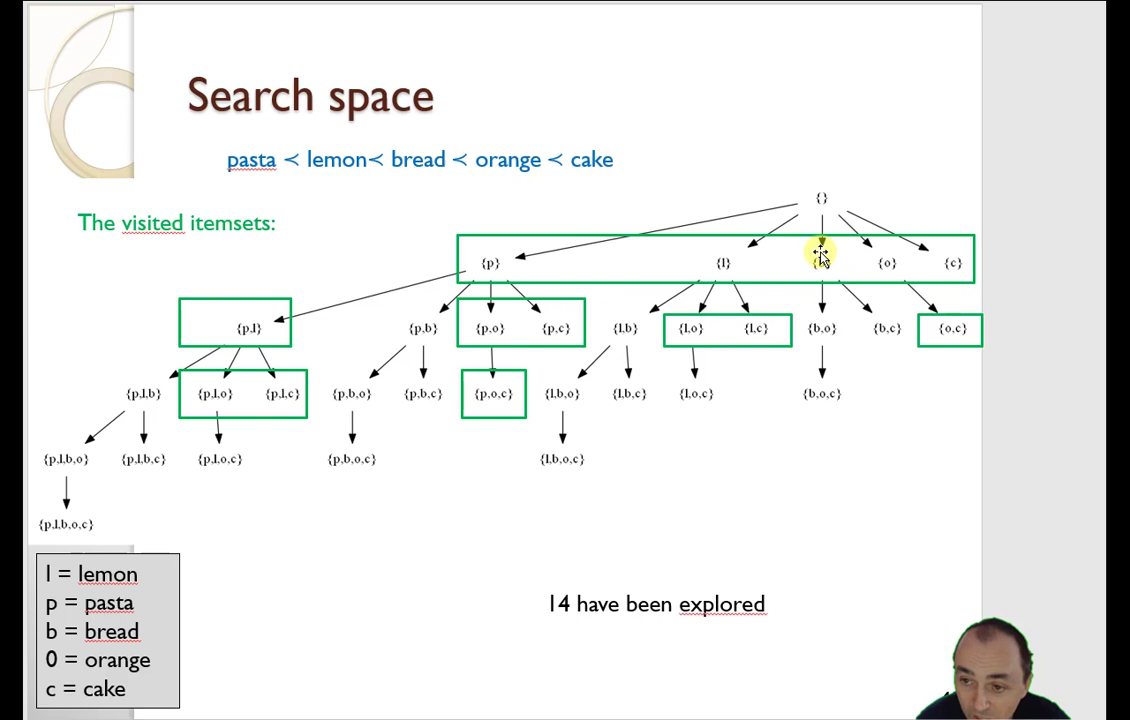 Search space
pasta ≺ lemon≺ bread ≺ orange ≺ cake
The visited itemsets:
{}
{p} {l} {o} {c}
{p,l} {p,b} {p,o} {p,c} {l,b} {l,o} {l,c} {b,o} {b,c} {o,c}
{p,l,b} {p,l,o} {p,l,c} {p,b,o} {p,b,c} {p,o,c} {l,b,o} {l,b,c} {l,o,c} {b,o,c}
{p,l,b,o} {p,l,b,c} {p,l,o,c} {p,b,o,c} {l,b,o,c}
{p,l,b,o,c}
l = lemon
p = pasta
b = bread
0 = orange
c = cake
14 have been explored